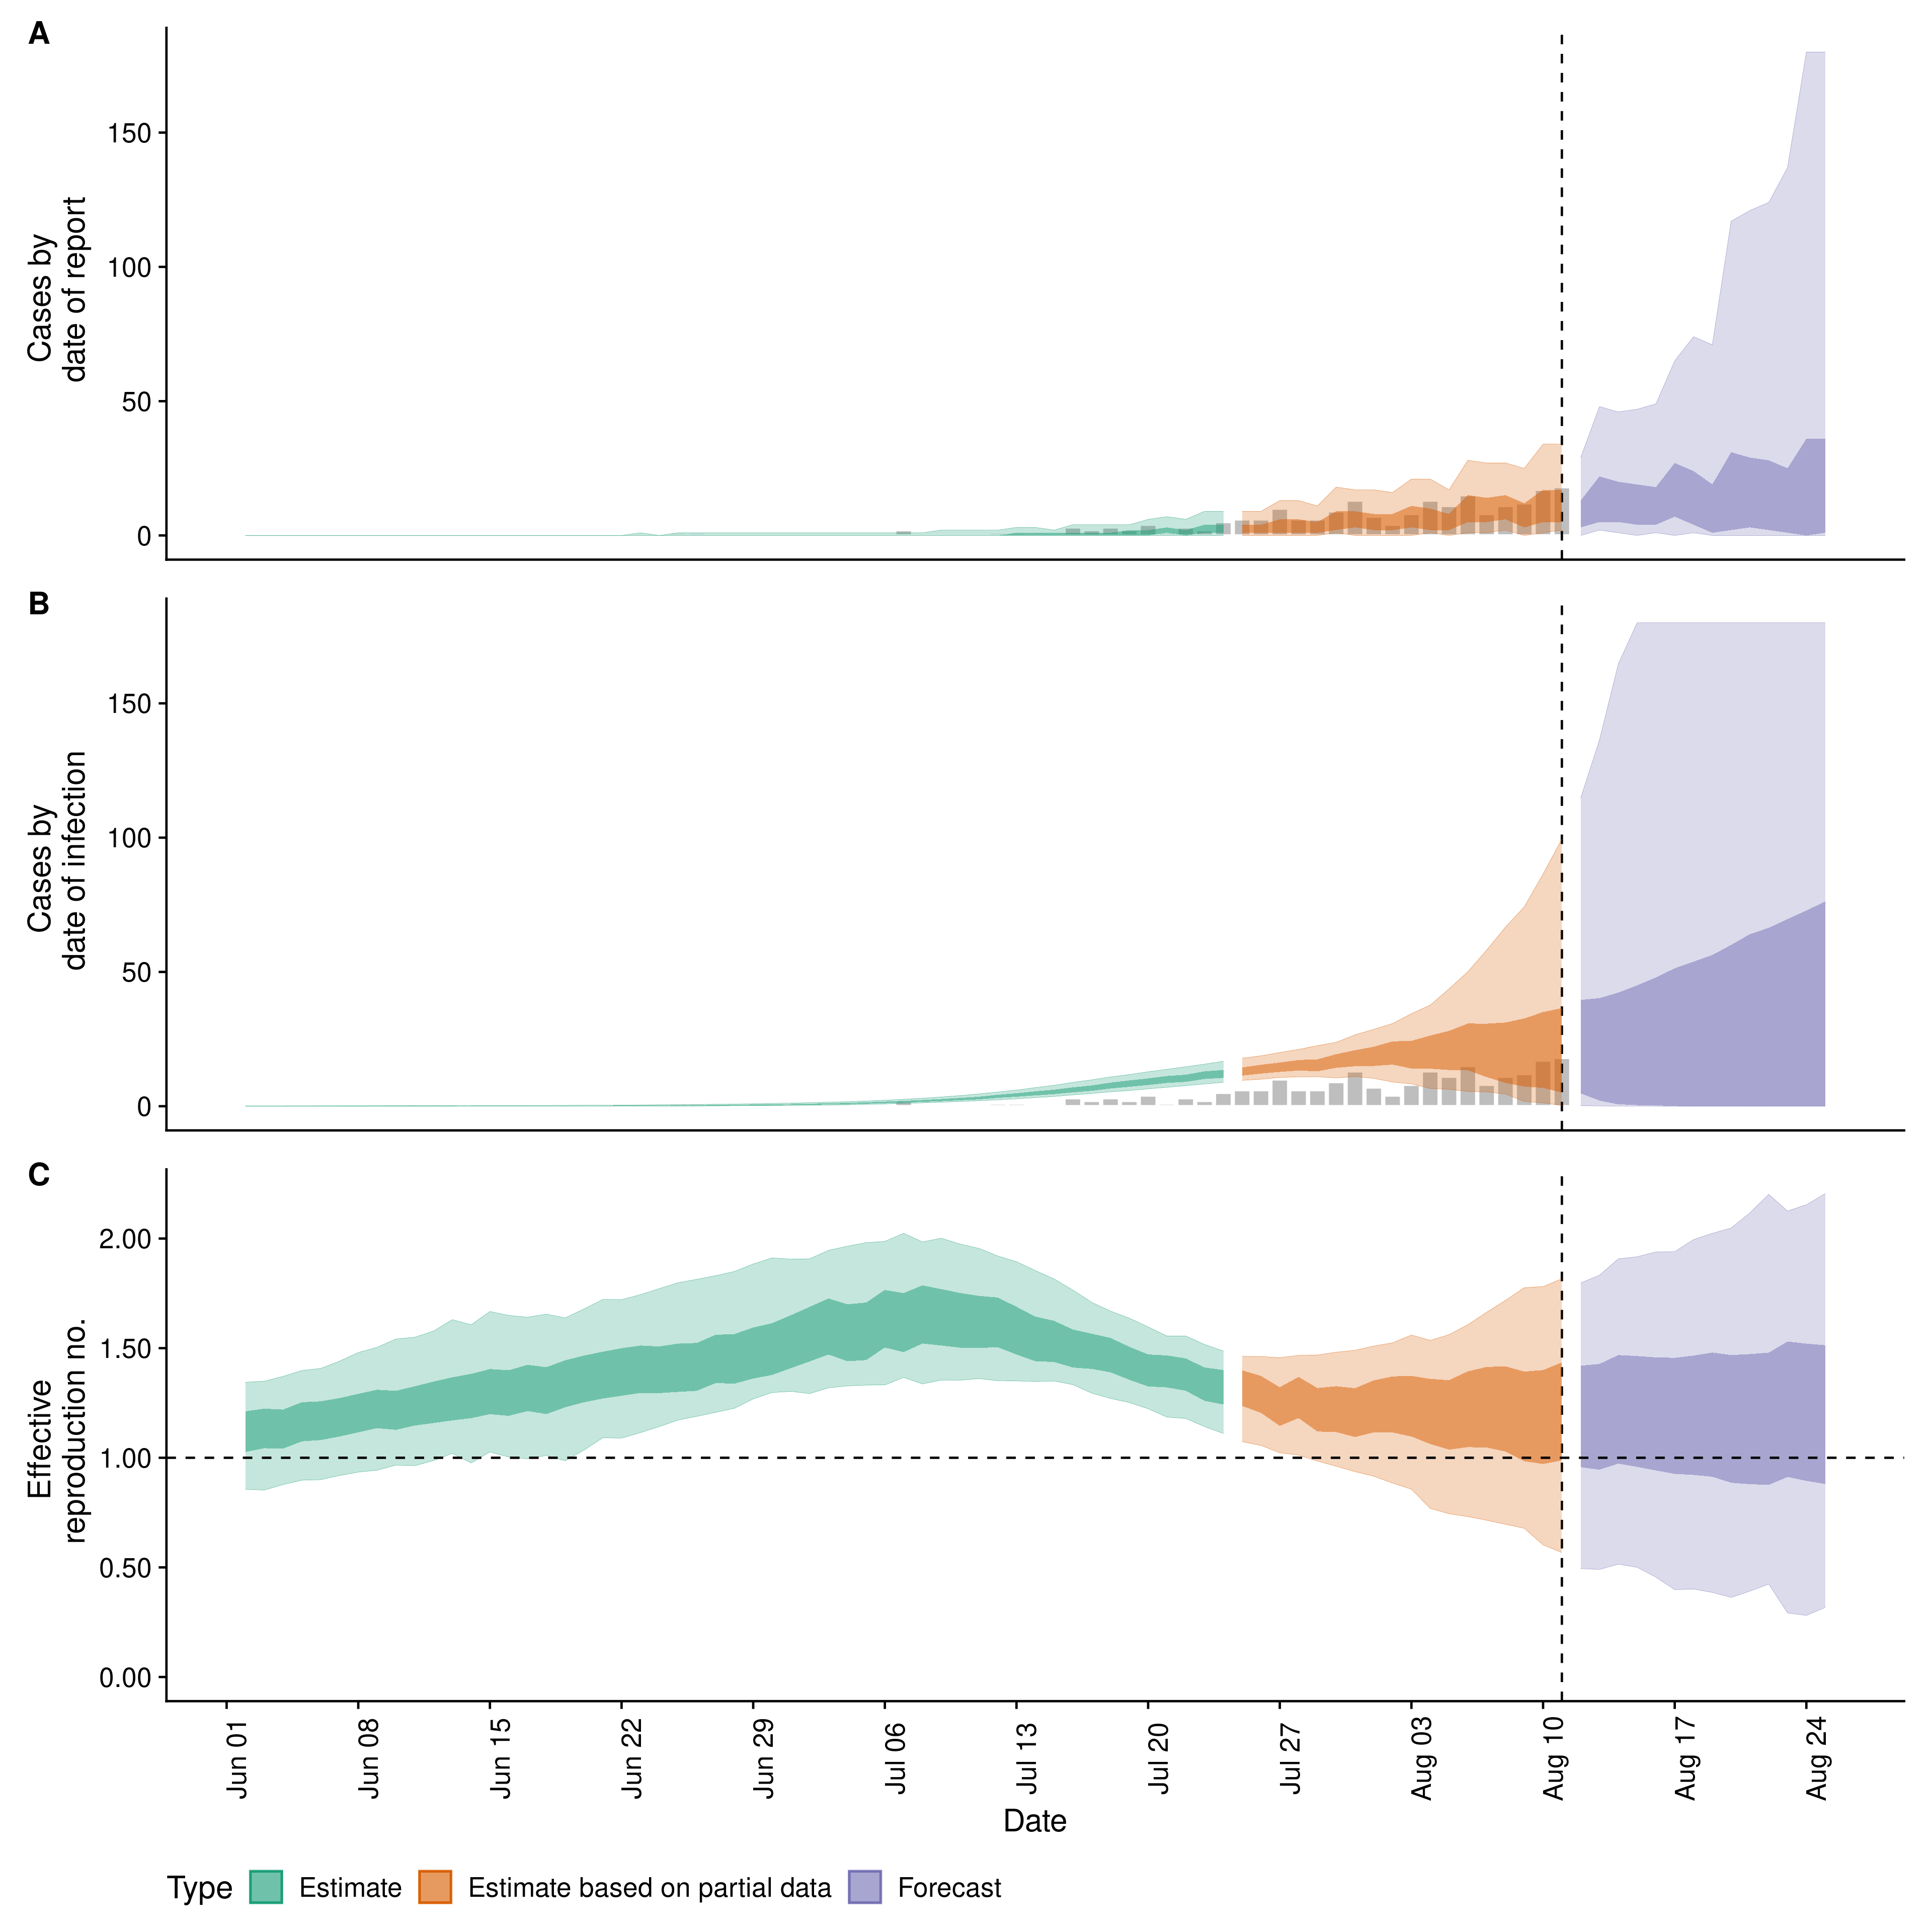 A
Cases by
date of report
150
100
50
0
B
Cases by
date of infection
150
100
50
0
C
Effective
reproduction no.
2.00
1.50
1.00
0.50
0.00
Jun 01
Jun 08
Jun 15
Jun 22
Jun 29
Jul 06
Jul 13
Jul 20
Jul 27
Aug 03
Aug 10
Aug 17
Aug 24
Date
Type Estimate Estimate based on partial data Forecast